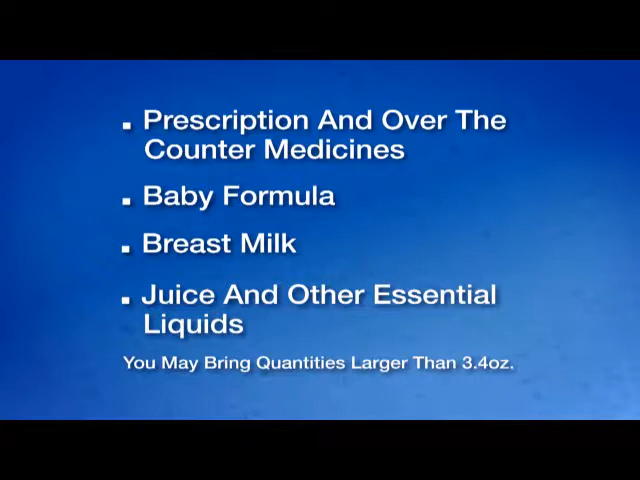 ▪ Prescription And Over The
Counter Medicines
▪ Baby Formula
▪ Breast Milk
▪ Juice And Other Essential
Liquids
You May Bring Quantities Larger Than 3.4oz.